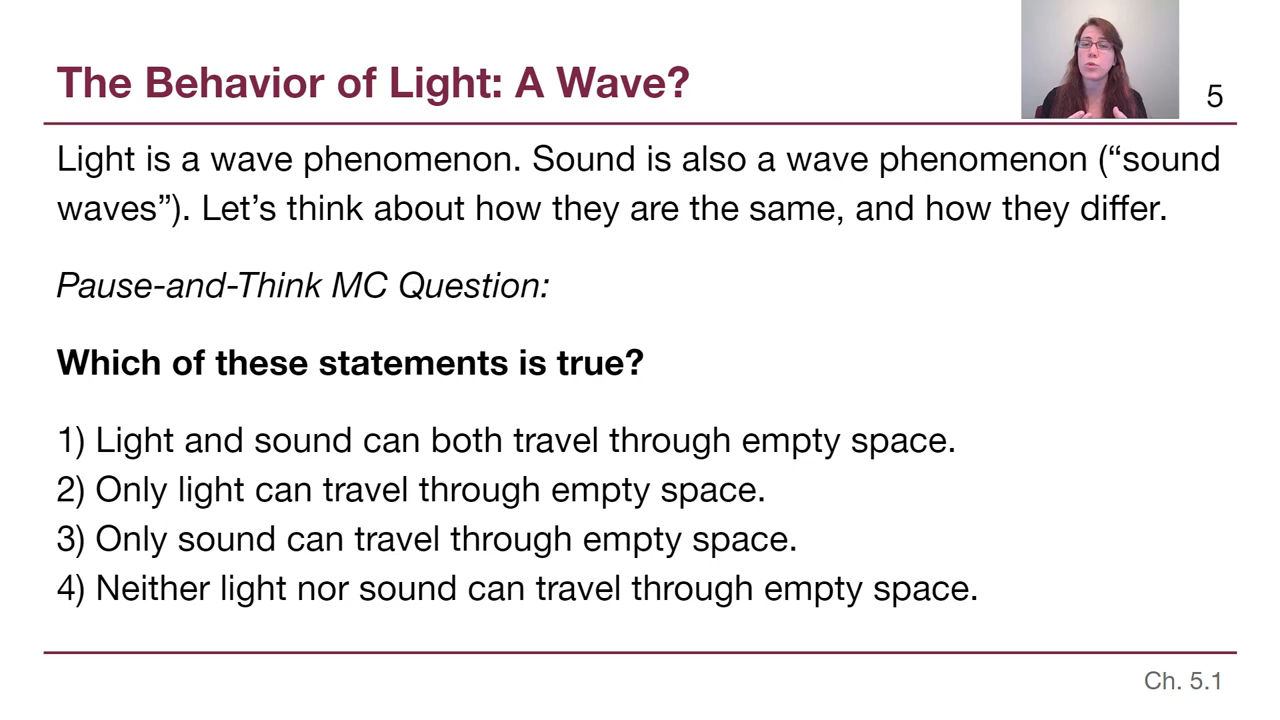 The Behavior of Light: A Wave?
5
Light is a wave phenomenon. Sound is also a wave phenomenon (“sound
waves”). Let’s think about how they are the same, and how they differ.
Pause-and-Think MC Question:
Which of these statements is true?
1) Light and sound can both travel through empty space.
2) Only light can travel through empty space.
3) Only sound can travel through empty space.
4) Neither light nor sound can travel through empty space.
Ch. 5.1